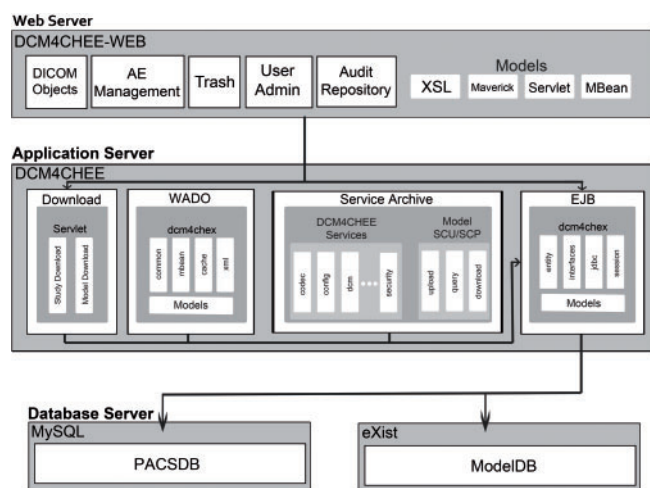 Web Server
DCM4CHEE-WEB
DICOM
Objects
AE
Management
Trash
User
Admin
Audit
Repository
Models
XSL
Maverick
Servlet
MBean
Application Server
DCM4CHEE
Download
Servlet
Study Download
Model Download
WADO
dcm4chex
common
mbean
cache
xml
Models
Service Archive
DCM4CHEE
Services
codec
config
dcm
security
Model
SCU/SCP
upload
query
download
EJB
dcm4chex
entity
interfaces
jdbc
session
Models
Database Server
MySQL
PACSDB
eXist
ModelDB